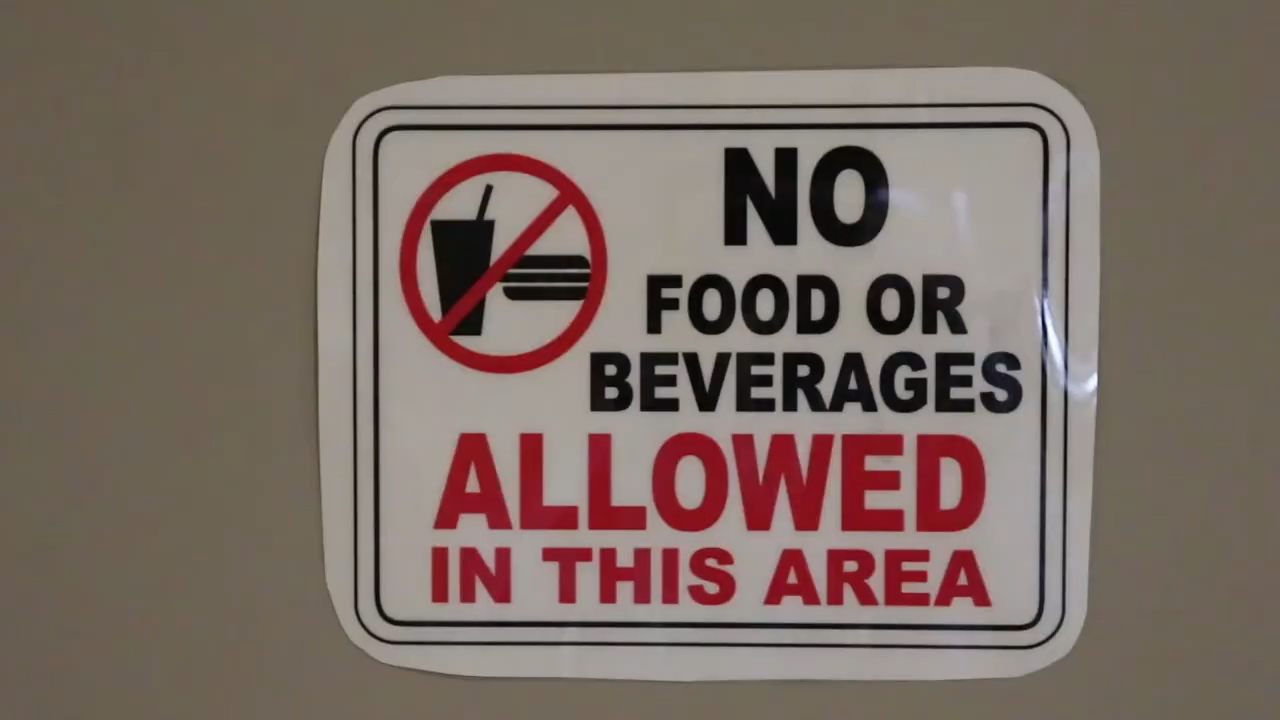 NO
FOOD OR
BEVERAGES
ALLOWED
IN THIS AREA